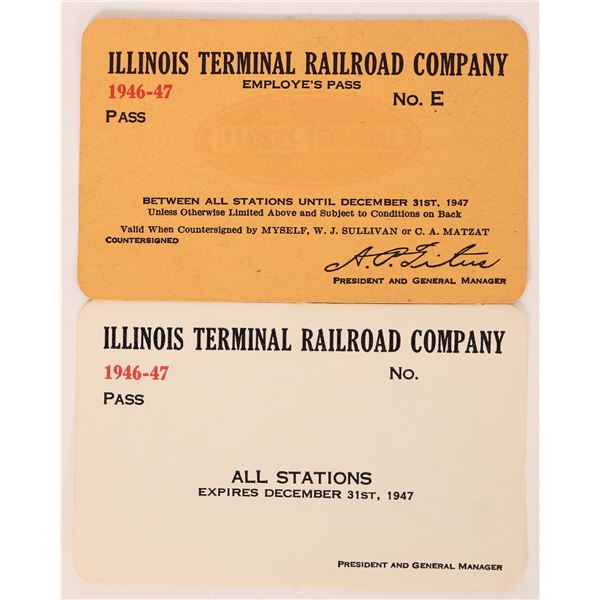 ILLINOIS TERMINAL RAILROAD COMPANY
1946-47 EMPLOYE'S PASS
No. E
PASS
ILLINOIS TERMINAL
BETWEEN ALL STATIONS UNTIL DECEMBER 31ST, 1947
Unless Otherwise Limited Above and Subject to Conditions on Back
Valid When Countersigned by MYSELF, W. J. SULLIVAN or C. A. MATZAT
COUNTERSIGNED
A. P. Titus
PRESIDENT AND GENERAL MANAGER
ILLINOIS TERMINAL RAILROAD COMPANY
1946-47 No.
PASS
ALL STATIONS
EXPIRES DECEMBER 31ST, 1947
PRESIDENT AND GENERAL MANAGER